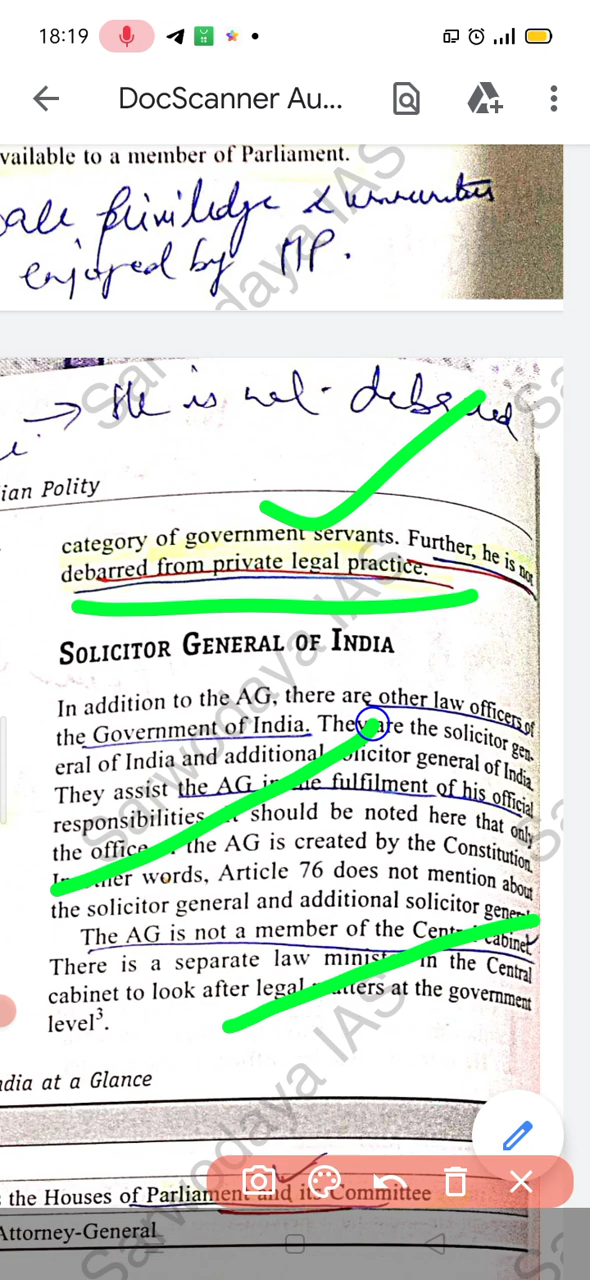 18:19
DocScanner Au...
vailable to a member of Parliament.
all priviledge &
enjoyed by MP.
→ He is not debarred
ian Polity
category of government servants. Further, he is not
debarred from private legal practice.
SOLICITOR GENERAL OF INDIA
In addition to the AG, there are other law officers of
the Government of India. They are the solicitor gen-
eral of India and additional solicitor general of India.
They assist the AG in the fulfilment of his official
responsibilities. It should be noted here that only
the office of the AG is created by the Constitution.
In other words, Article 76 does not mention about
the solicitor general and additional solicitor general.
The AG is not a member of the Central cabinet.
There is a separate law minister in the Central
cabinet to look after legal matters at the government
level³.
ndia at a Glance
the Houses of Parliament and its Committee
Attorney-General
Sarwodaya IAS